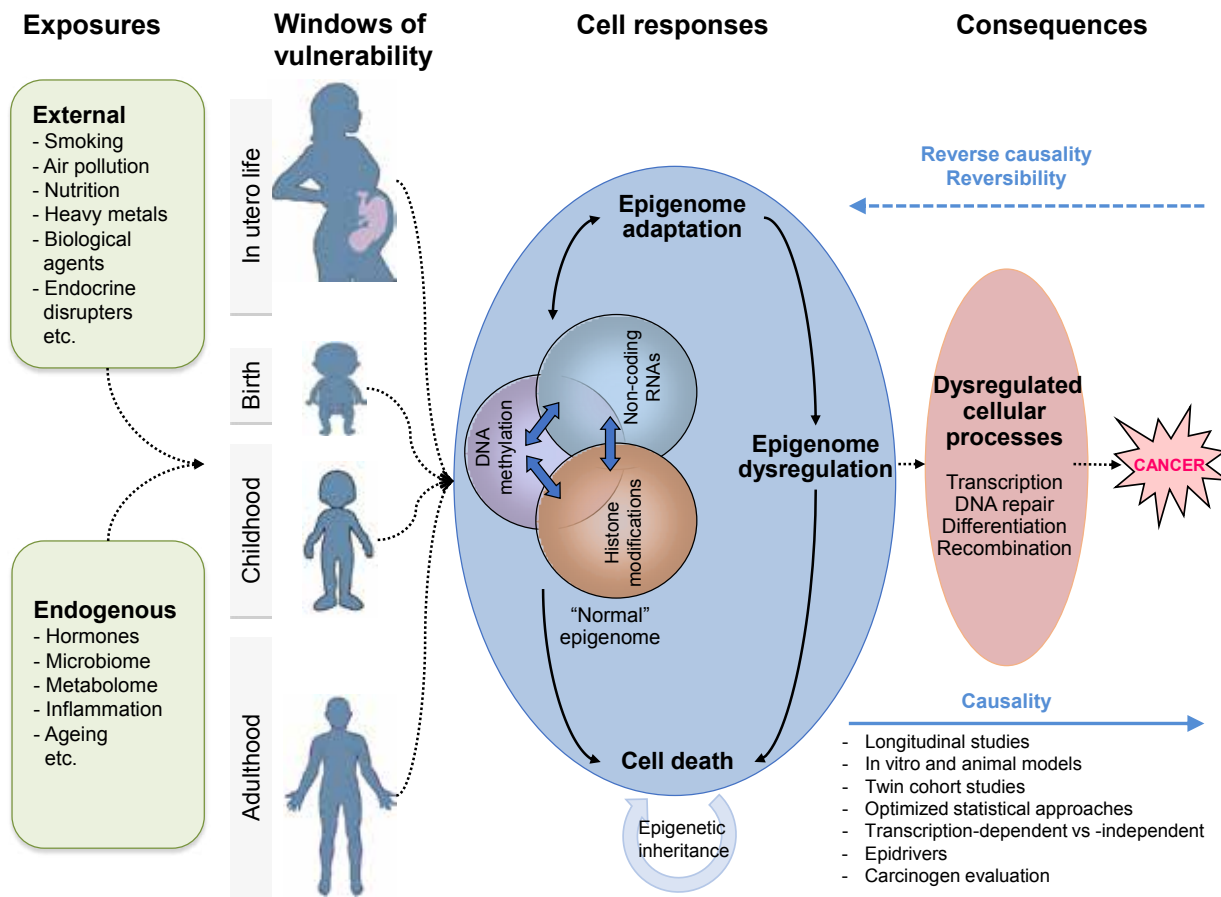 Exposures
Windows of
vulnerability
Cell responses
Consequences
External
- Smoking
- Air pollution
- Nutrition
- Heavy metals
- Biological
agents
- Endocrine
disrupters
etc.
Endogenous
- Hormones
- Microbiome
- Metabolome
- Inflammation
- Ageing
etc.
In utero life
Birth
Childhood
Adulthood
Epigenome
adaptation
Non-coding
RNAs
DNA
methylation
Histone
modifications
"Normal"
epigenome
Epigenome
dysregulation
Cell death
Epigenetic
inheritance
Reverse causality
Reversibility
Dysregulated
cellular
processes
Transcription
DNA repair
Differentiation
Recombination
CANCER
Causality
- Longitudinal studies
- In vitro and animal models
- Twin cohort studies
- Optimized statistical approaches
- Transcription-dependent vs -independent
- Epidrivers
- Carcinogen evaluation